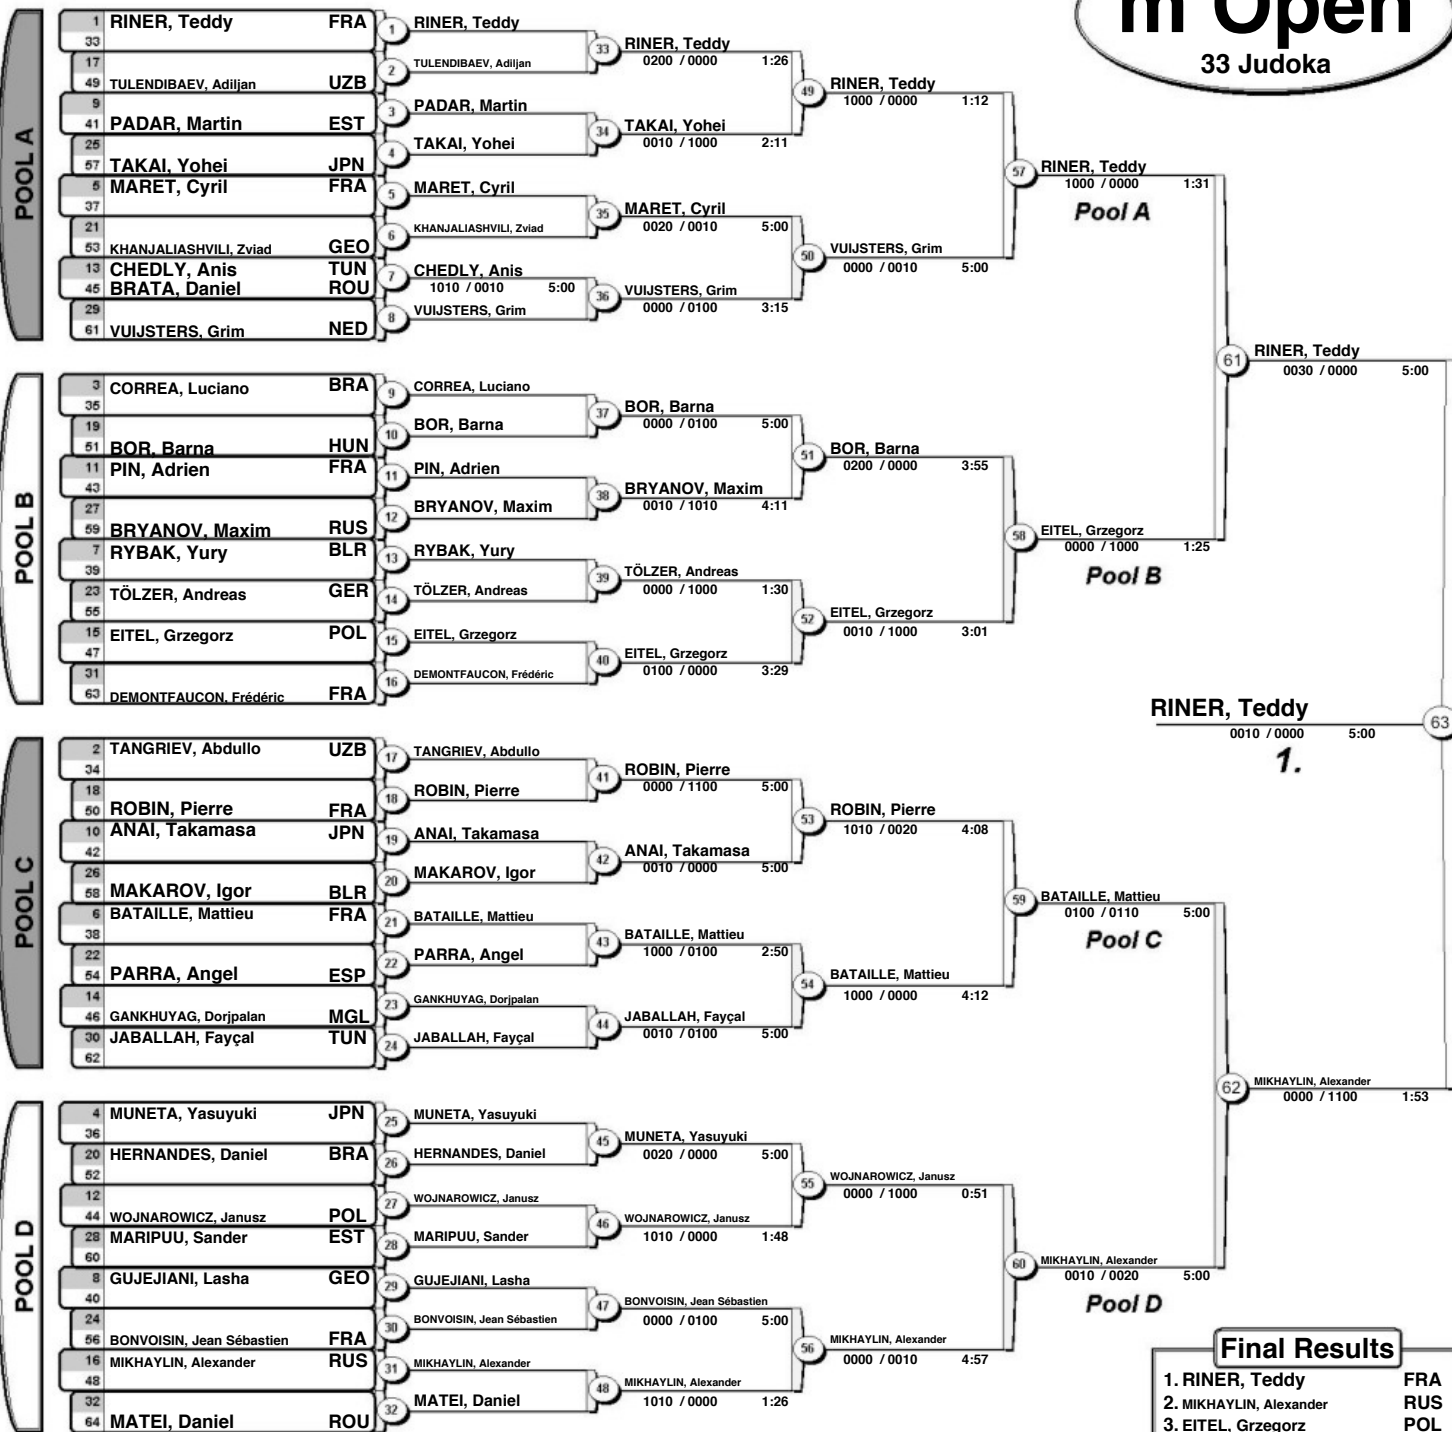 m Open
33 Judoka
POOL A
1 RINER, Teddy FRA
33
17
49 TULENDIBAEV, Adiljan UZB
9
41 PADAR, Martin EST
25
57 TAKAI, Yohei JPN
5 MARET, Cyril FRA
37
21
53 KHANJALIASHVILI, Zviad GEO
13 CHEDLY, Anis TUN
45 BRATA, Daniel ROU
29
61 VUIJSTERS, Grim NED
1 RINER, Teddy
2 TULENDIBAEV, Adiljan
3 PADAR, Martin
4 TAKAI, Yohei
5 MARET, Cyril
6 KHANJALIASHVILI, Zviad
7 CHEDLY, Anis
1010 / 0010 5:00
8 VUIJSTERS, Grim
33 RINER, Teddy
0200 / 0000 1:26
34 TAKAI, Yohei
0010 / 1000 2:11
35 MARET, Cyril
0020 / 0010 5:00
36 VUIJSTERS, Grim
0000 / 0100 3:15
49 RINER, Teddy
1000 / 0000 1:12
50 VUIJSTERS, Grim
0000 / 0010 5:00
57 RINER, Teddy
1000 / 0000 1:31
Pool A
POOL B
3 CORREA, Luciano BRA
35
19
51 BOR, Barna HUN
11 PIN, Adrien FRA
43
27
59 BRYANOV, Maxim RUS
7 RYBAK, Yury BLR
39
23 TÖLZER, Andreas GER
55
15 EITEL, Grzegorz POL
47
31
63 DEMONTFAUCON, Frédéric FRA
9 CORREA, Luciano
10 BOR, Barna
11 PIN, Adrien
12 BRYANOV, Maxim
13 RYBAK, Yury
14 TÖLZER, Andreas
15 EITEL, Grzegorz
16 DEMONTFAUCON, Frédéric
37 BOR, Barna
0000 / 0100 5:00
38 BRYANOV, Maxim
0010 / 1010 4:11
39 TÖLZER, Andreas
0000 / 1000 1:30
40 EITEL, Grzegorz
0100 / 0000 3:29
51 BOR, Barna
0200 / 0000 3:55
52 EITEL, Grzegorz
0010 / 1000 3:01
58 EITEL, Grzegorz
0000 / 1000 1:25
Pool B
61 RINER, Teddy
0030 / 0000 5:00
RINER, Teddy 63
0010 / 0000 5:00
1.
POOL C
2 TANGRIEV, Abdullo UZB
34
18
50 ROBIN, Pierre FRA
10 ANAI, Takamasa JPN
42
26
58 MAKAROV, Igor BLR
6 BATAILLE, Mattieu FRA
38
22
54 PARRA, Angel ESP
14
46 GANKHUYAG, Dorjpalan MGL
30 JABALLAH, Fayçal TUN
62
17 TANGRIEV, Abdullo
18 ROBIN, Pierre
19 ANAI, Takamasa
20 MAKAROV, Igor
21 BATAILLE, Mattieu
22 PARRA, Angel
23 GANKHUYAG, Dorjpalan
24 JABALLAH, Fayçal
41 ROBIN, Pierre
0000 / 1100 5:00
42 ANAI, Takamasa
0010 / 0000 5:00
43 BATAILLE, Mattieu
1000 / 0100 2:50
44 JABALLAH, Fayçal
0010 / 0100 5:00
53 ROBIN, Pierre
1010 / 0020 4:08
54 BATAILLE, Mattieu
1000 / 0000 4:12
59 BATAILLE, Mattieu
0100 / 0110 5:00
Pool C
POOL D
4 MUNETA, Yasuyuki JPN
36
20 HERNANDES, Daniel BRA
52
12
44 WOJNAROWICZ, Janusz POL
28 MARIPUU, Sander EST
60
8 GUJEJIANI, Lasha GEO
40
24
56 BONVOISIN, Jean Sébastien FRA
16 MIKHAYLIN, Alexander RUS
48
32
64 MATEI, Daniel ROU
25 MUNETA, Yasuyuki
26 HERNANDES, Daniel
27 WOJNAROWICZ, Janusz
28 MARIPUU, Sander
29 GUJEJIANI, Lasha
30 BONVOISIN, Jean Sébastien
31 MIKHAYLIN, Alexander
32 MATEI, Daniel
45 MUNETA, Yasuyuki
0020 / 0000 5:00
46 WOJNAROWICZ, Janusz
1010 / 0000 1:48
47 BONVOISIN, Jean Sébastien
0000 / 0100 5:00
48 MIKHAYLIN, Alexander
1010 / 0000 1:26
55 WOJNAROWICZ, Janusz
0000 / 1000 0:51
56 MIKHAYLIN, Alexander
0000 / 0010 4:57
60 MIKHAYLIN, Alexander
0010 / 0020 5:00
Pool D
62 MIKHAYLIN, Alexander
0000 / 1100 1:53
Final Results
1. RINER, Teddy FRA
2. MIKHAYLIN, Alexander RUS
3. EITEL, Grzegorz POL